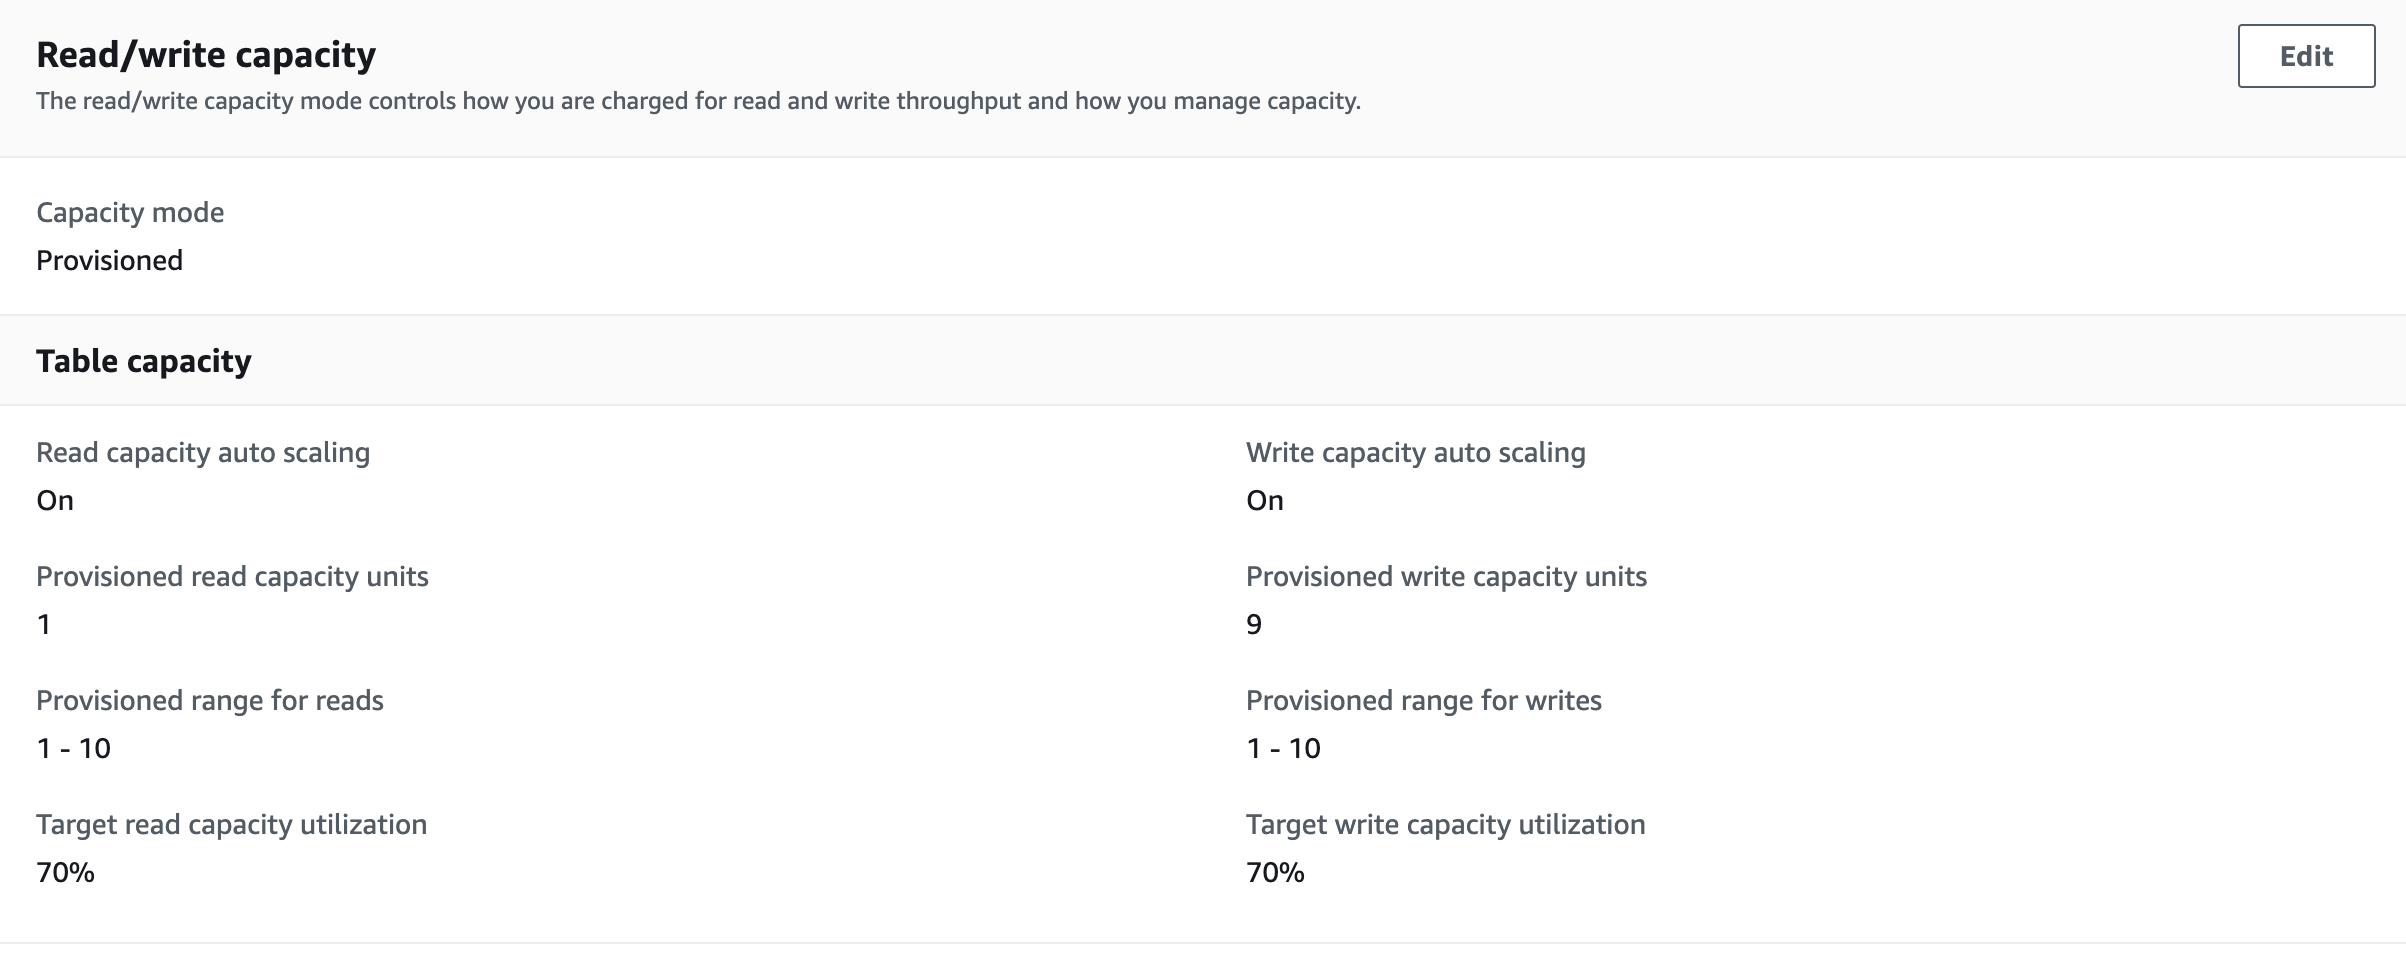 Read/write capacity
Edit
The read/write capacity mode controls how you are charged for read and write throughput and how you manage capacity.
Capacity mode
Provisioned
Table capacity
Read capacity auto scaling
On
Provisioned read capacity units
1
Provisioned range for reads
1 - 10
Target read capacity utilization
70%
Write capacity auto scaling
On
Provisioned write capacity units
9
Provisioned range for writes
1 - 10
Target write capacity utilization
70%